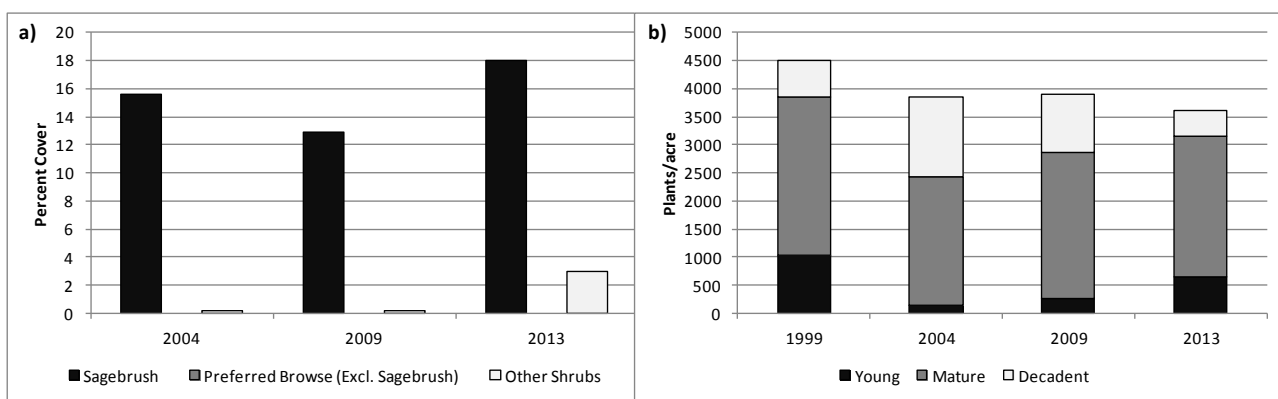 a)
Percent Cover
20
18
16
14
12
10
8
6
4
2
0
2004 2009 2013
Sagebrush Preferred Browse (Excl. Sagebrush) Other Shrubs
b)
Plants/acre
5000
4500
4000
3500
3000
2500
2000
1500
1000
500
0
1999 2004 2009 2013
Young Mature Decadent